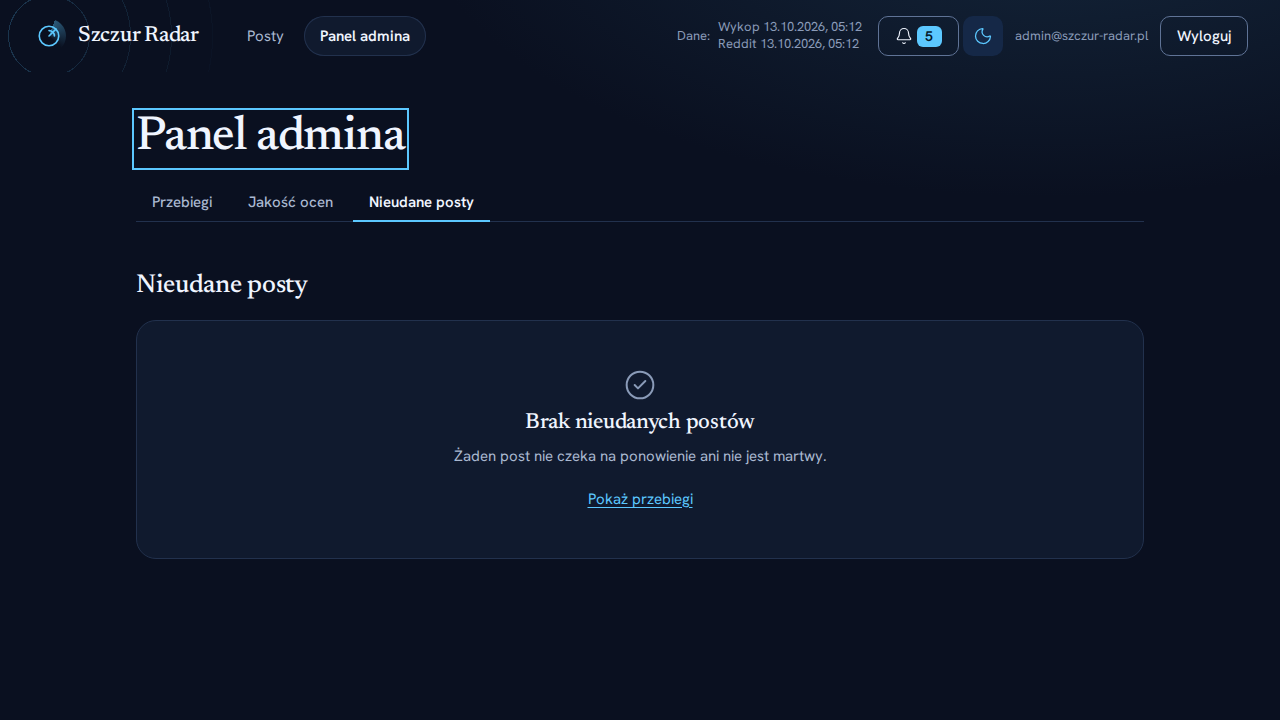 Szczur Radar
Posty
Panel admina
Dane:
Wykop 13.10.2026, 05:12
Reddit 13.10.2026, 05:12
5
admin@szczur-radar.pl
Wyloguj
Panel admina
Przebiegi
Jakość ocen
Nieudane posty
Nieudane posty
Brak nieudanych postów
Żaden post nie czeka na ponowienie ani nie jest martwy.
Pokaż przebiegi